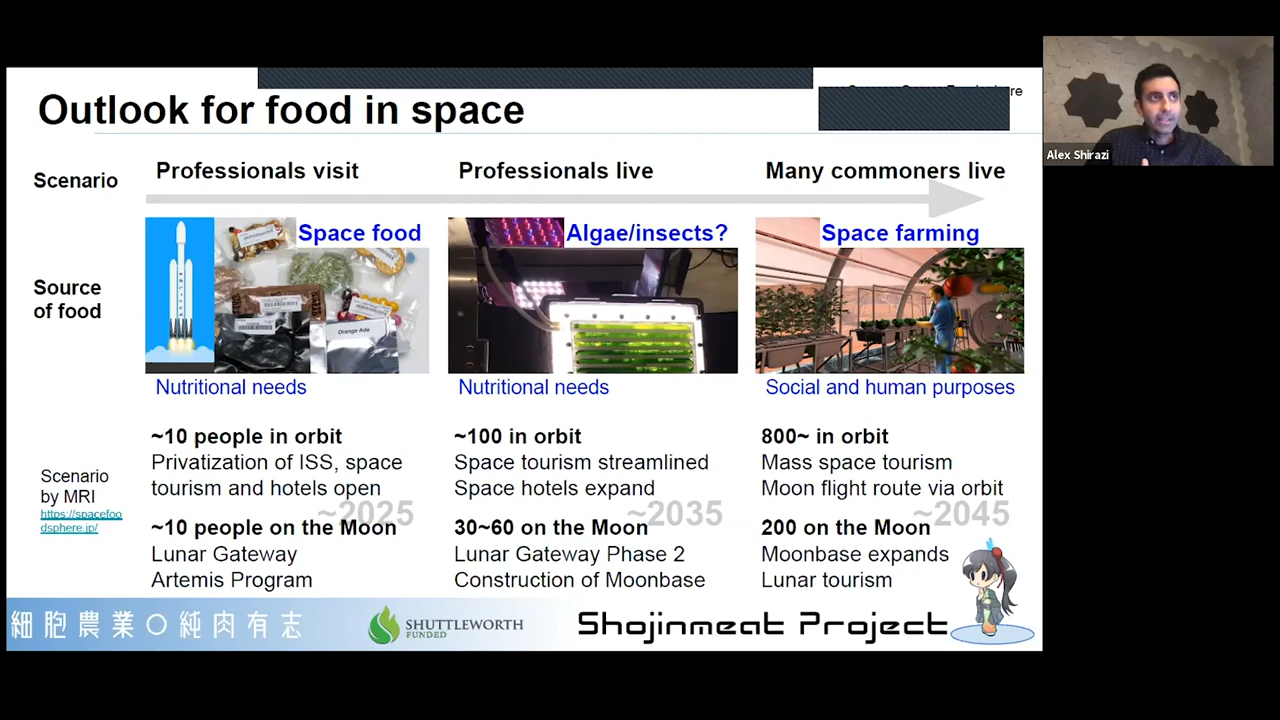 Outlook for food in space
re
Scenario
Professionals visit
Professionals live
Many commoners live
Source
of food
Space food
Algae/insects?
Space farming
Orange Ade
Nutritional needs
Nutritional needs
Social and human purposes
Scenario
by MRI
https://spacefoo
dsphere.jp/
~10 people in orbit
Privatization of ISS, space
tourism and hotels open
~2025
~10 people on the Moon
Lunar Gateway
Artemis Program
~100 in orbit
Space tourism streamlined
Space hotels expand
~2035
30~60 on the Moon
Lunar Gateway Phase 2
Construction of Moonbase
800~ in orbit
Mass space tourism
Moon flight route via orbit
~2045
200 on the Moon
Moonbase expands
Lunar tourism
細胞農業〇純肉有志
SHUTTLEWORTH
FUNDED
Shojinmeat Project
Alex Shirazi